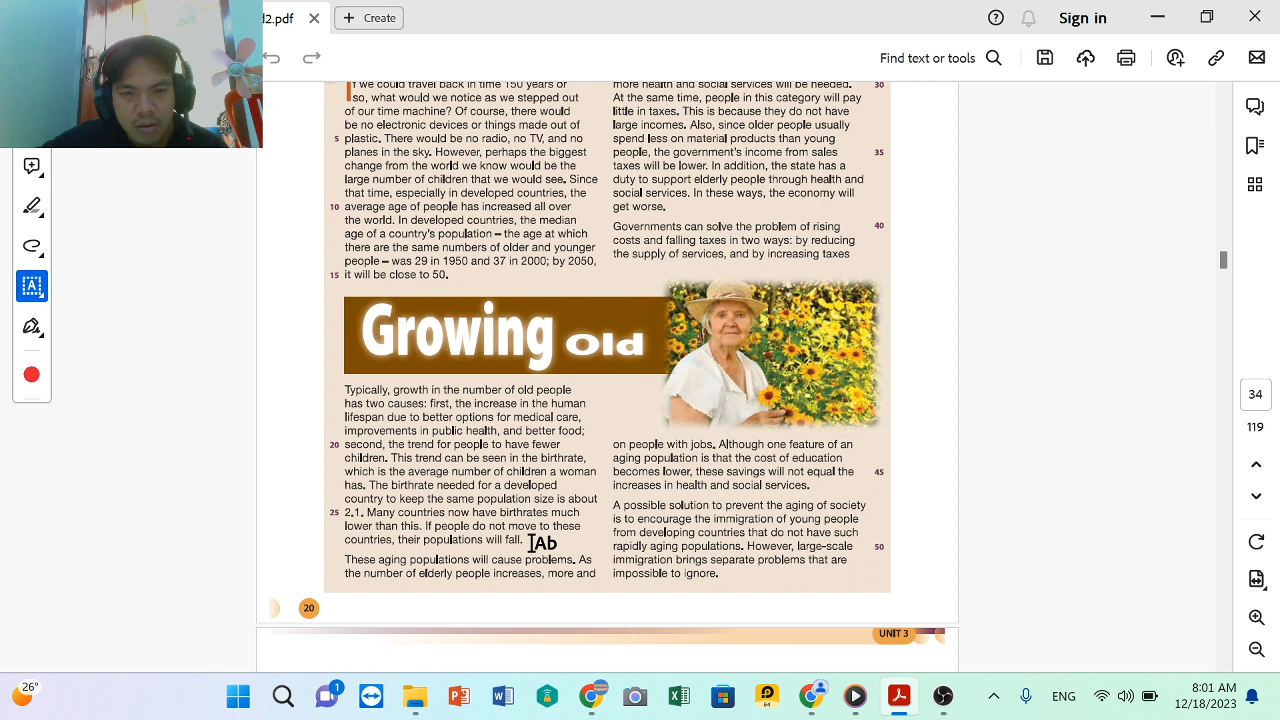 d2.pdf
Create
Sign in
Find text or tools
If we could travel back in time 150 years or
so, what would we notice as we stepped out
of our time machine? Of course, there would
be no electronic devices or things made out of
5 plastic. There would be no radio, no TV, and no
planes in the sky. However, perhaps the biggest
change from the world we know would be the
large number of children that we would see. Since
that time, especially in developed countries, the
10 average age of people has increased all over
the world. In developed countries, the median
age of a country's population – the age at which
there are the same numbers of older and younger
people – was 29 in 1950 and 37 in 2000; by 2050,
15 it will be close to 50.
Growing Old
Typically, growth in the number of old people
has two causes: first, the increase in the human
lifespan due to better options for medical care,
improvements in public health, and better food;
20 second, the trend for people to have fewer
children. This trend can be seen in the birthrate,
which is the average number of children a woman
has. The birthrate needed for a developed
country to keep the same population size is about
25 2.1. Many countries now have birthrates much
lower than this. If people do not move to these
countries, their populations will fall.
Ab
These aging populations will cause problems. As
the number of elderly people increases, more and
more health and social services will be needed. 30
At the same time, people in this category will pay
little in taxes. This is because they do not have
large incomes. Also, since older people usually
spend less on material products than young
people, the government's income from sales 35
taxes will be lower. In addition, the state has a
duty to support elderly people through health and
social services. In these ways, the economy will
get worse.
Governments can solve the problem of rising 40
costs and falling taxes in two ways: by reducing
the supply of services, and by increasing taxes
on people with jobs. Although one feature of an
aging population is that the cost of education
becomes lower, these savings will not equal the 45
increases in health and social services.
A possible solution to prevent the aging of society
is to encourage the immigration of young people
from developing countries that do not have such
rapidly aging populations. However, large-scale 50
immigration brings separate problems that are
impossible to ignore.
20
UNIT 3
34
119
26°
1
64
ENG
8:01 AM
12/18/2023